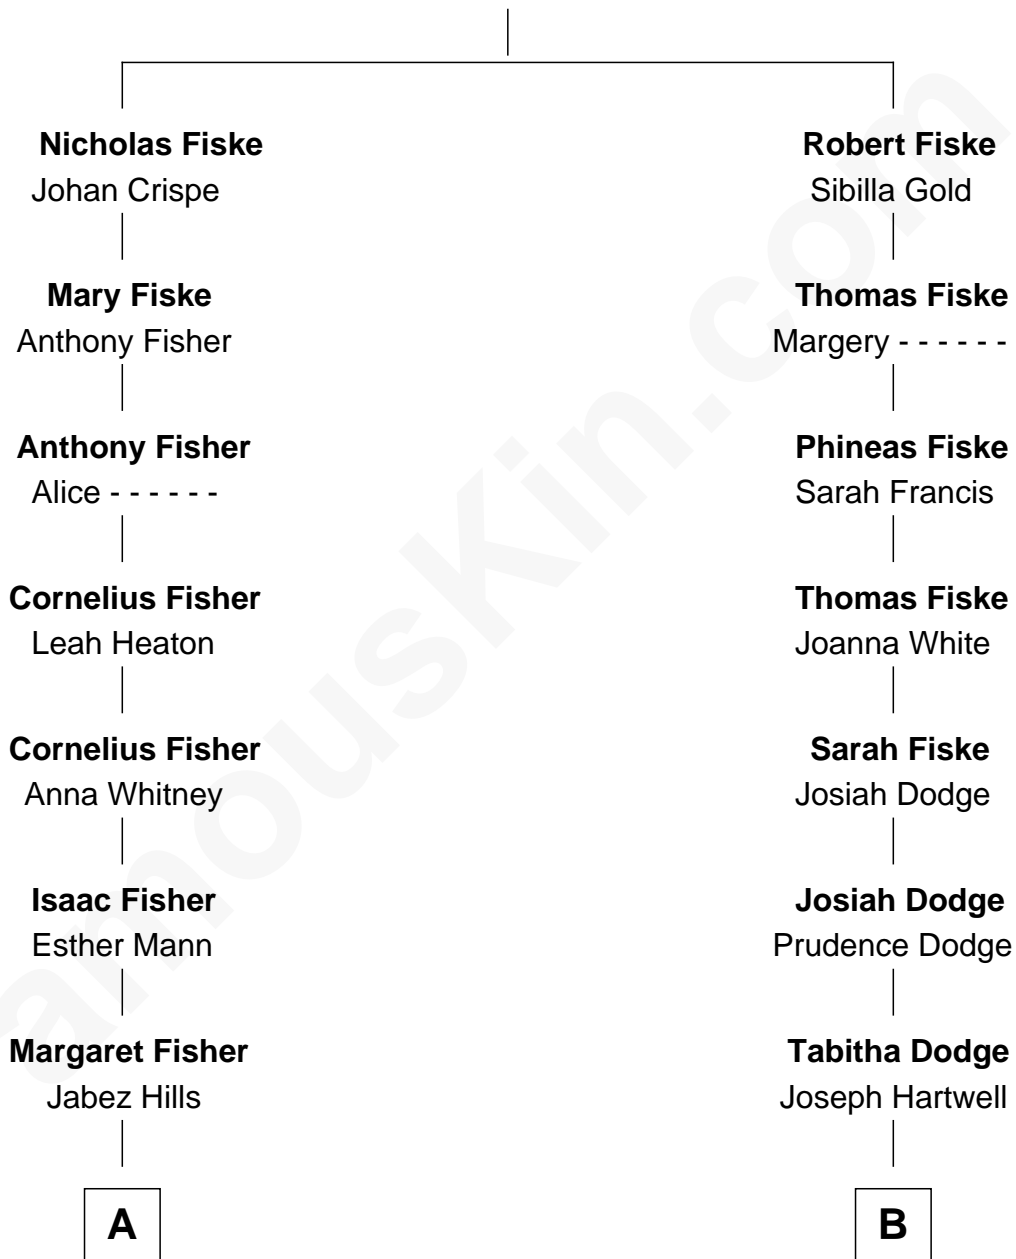 Nicholas Fiske
Johan Crispe
Robert Fiske
Sibilla Gold
Mary Fiske
Anthony Fisher
Thomas Fiske
Margery - - - - - -
Anthony Fisher
Alice - - - - - -
Phineas Fiske
Sarah Francis
Cornelius Fisher
Leah Heaton
Thomas Fiske
Joanna White
Cornelius Fisher
Anna Whitney
Sarah Fiske
Josiah Dodge
Isaac Fisher
Esther Mann
Josiah Dodge
Prudence Dodge
Margaret Fisher
Jabez Hills
Tabitha Dodge
Joseph Hartwell
A
B
amouskin.com